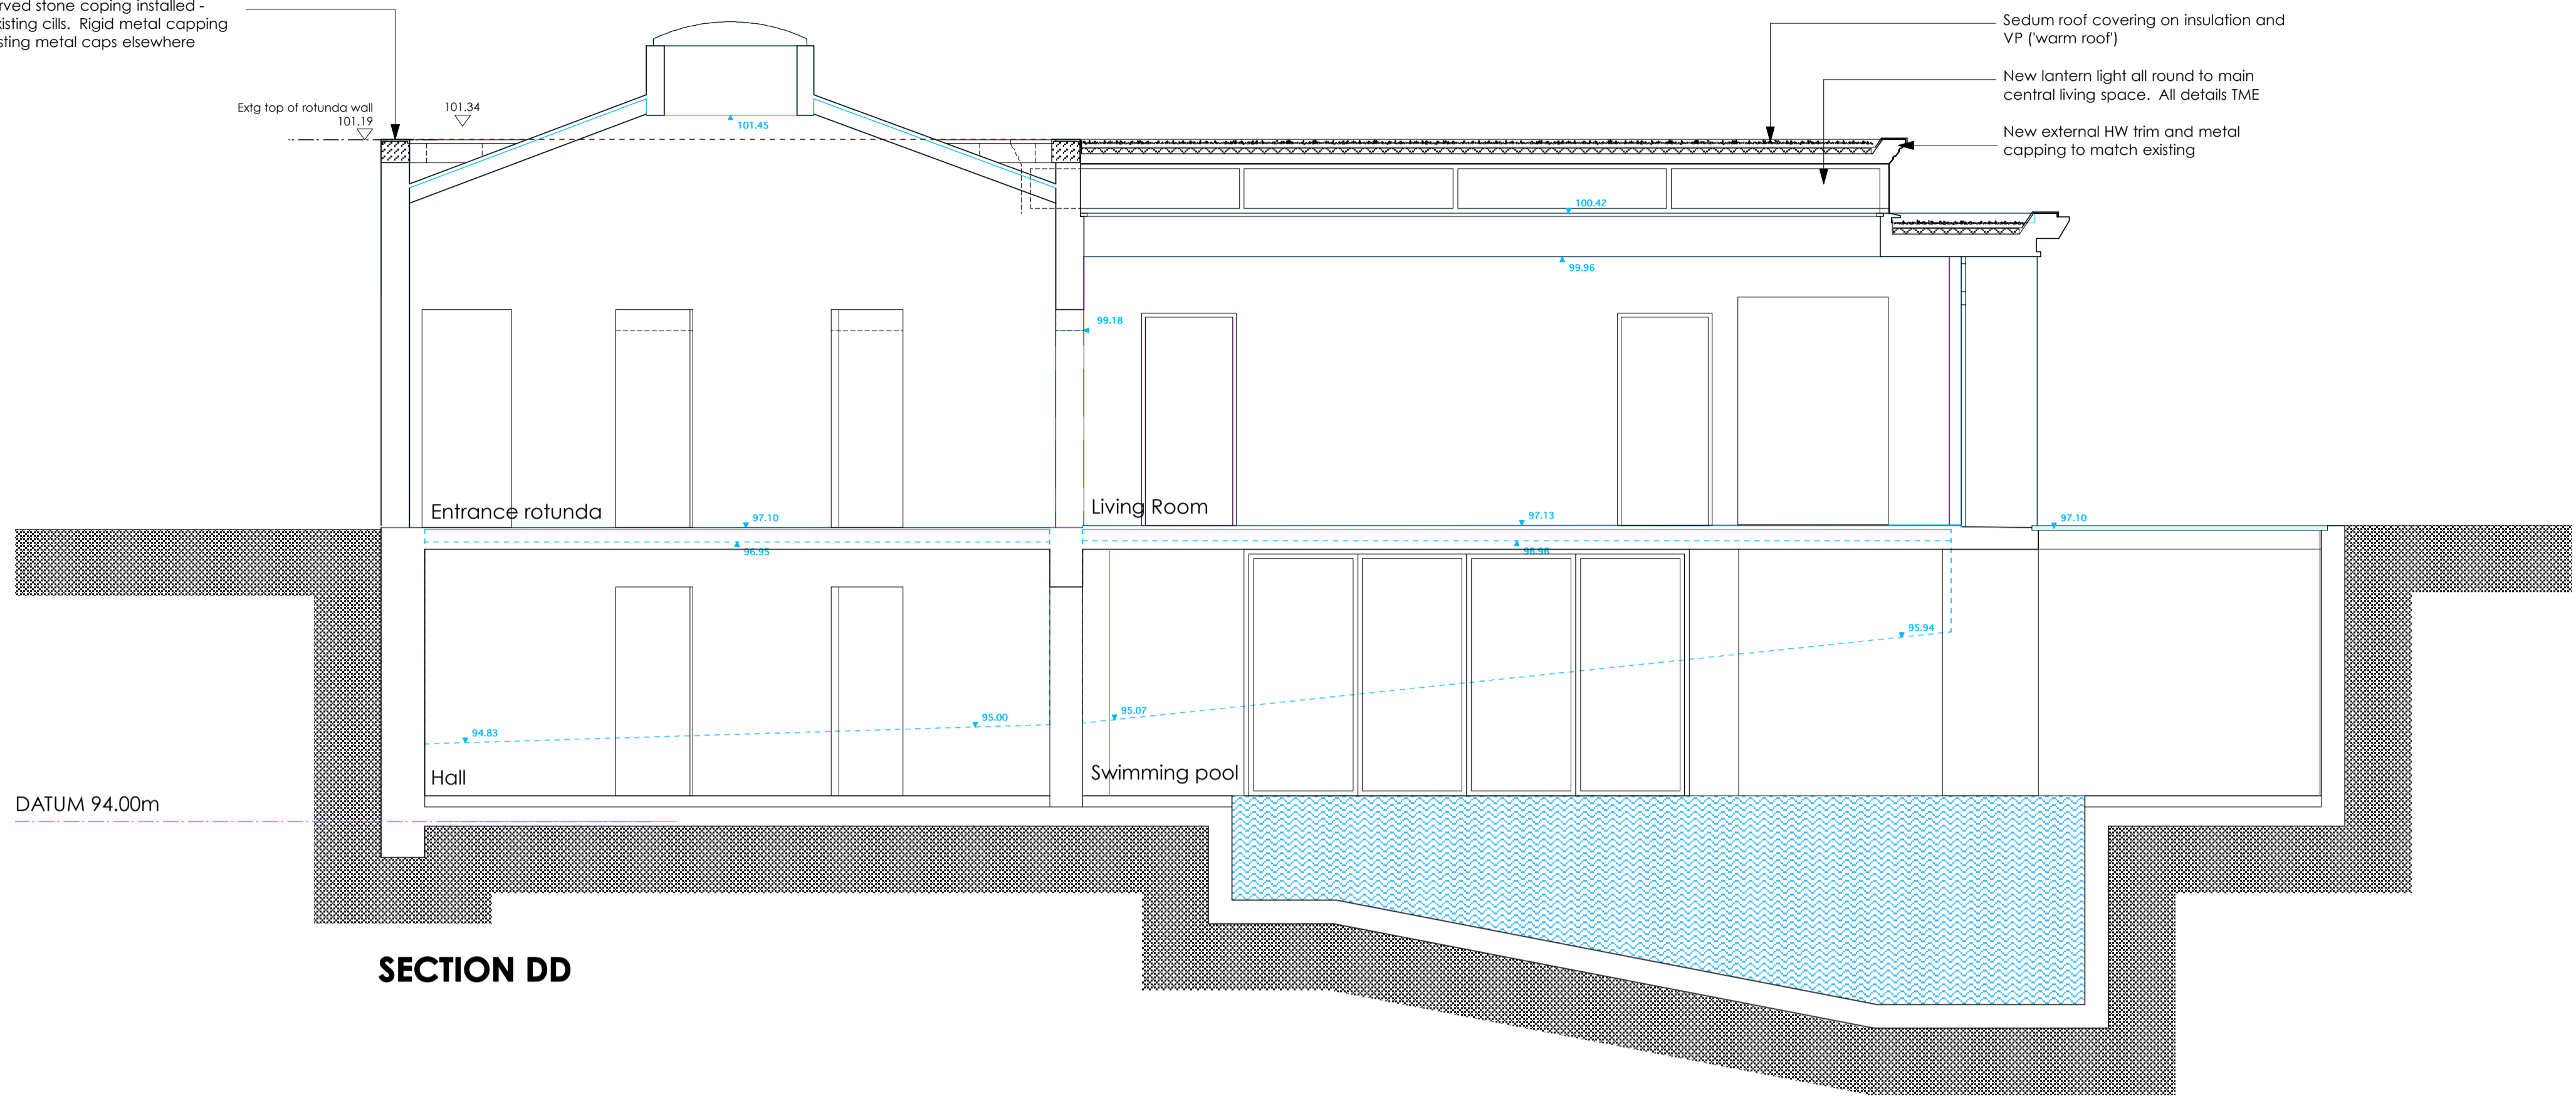 rved stone coping installed -
xisting cills. Rigid metal capping
sting metal caps elsewhere
Sedum roof covering on insulation and
VP ('warm roof')
New lantern light all round to main
central living space. All details TME
New external HW trim and metal
capping to match existing
Extg top of rotunda wall
101.19
101.34
101.45
100.42
99.96
99.18
Entrance rotunda
Living Room
97.10
97.13
97.10
96.95
96.96
95.94
95.07
95.00
94.83
Hall
Swimming pool
DATUM 94.00m
SECTION DD